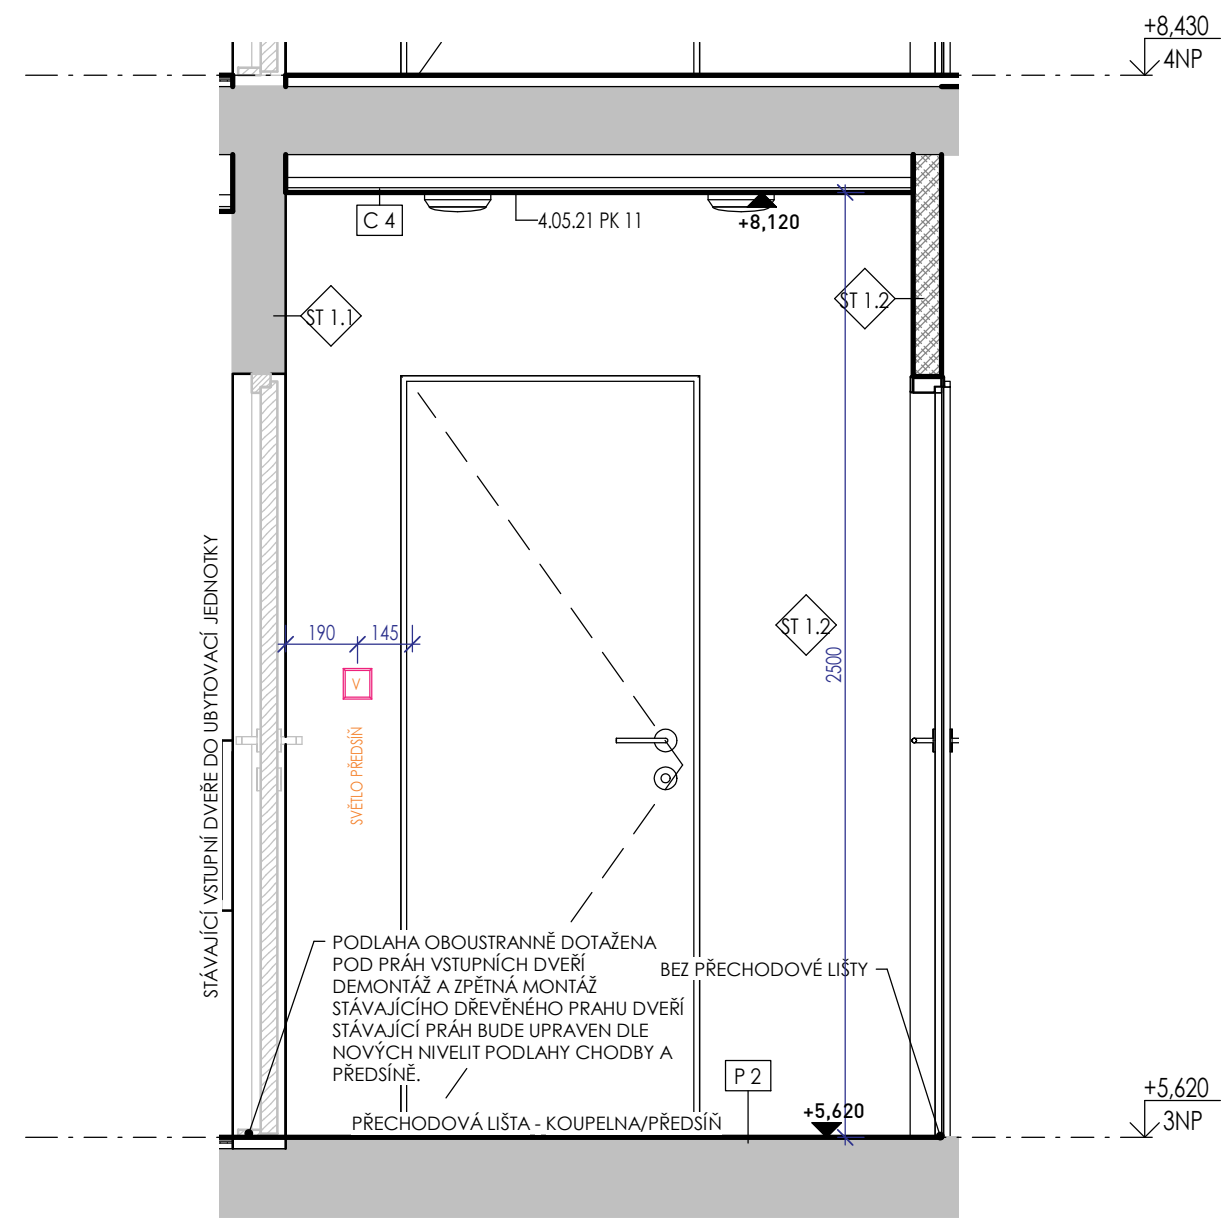 +8,430
4NP
C 4
4.05.21 PK 11
+8,120
ST 1.1
ST 1.2
ST 1.2
2500
190
145
V
SVĚTLO PŘEDSÍŇ
STÁVAJÍCÍ VSTUPNÍ DVEŘE DO UBYTOVACÍ JEDNOTKY
PODLAHA OBOUSTRANNĚ DOTAŽENA
POD PRÁH VSTUPNÍCH DVEŘÍ
DEMONTÁŽ A ZPĚTNÁ MONTÁŽ
STÁVAJÍCÍHO DŘEVĚNÉHO PRAHU DVEŘÍ
STÁVAJÍCÍ PRÁH BUDE UPRAVEN DLE
NOVÝCH NIVELIT PODLAHY CHODBY A
PŘEDSÍNĚ.
BEZ PŘECHODOVÉ LIŠTY
P 2
PŘECHODOVÁ LIŠTA - KOUPELNA/PŘEDSÍŇ
+5,620
+5,620
3NP